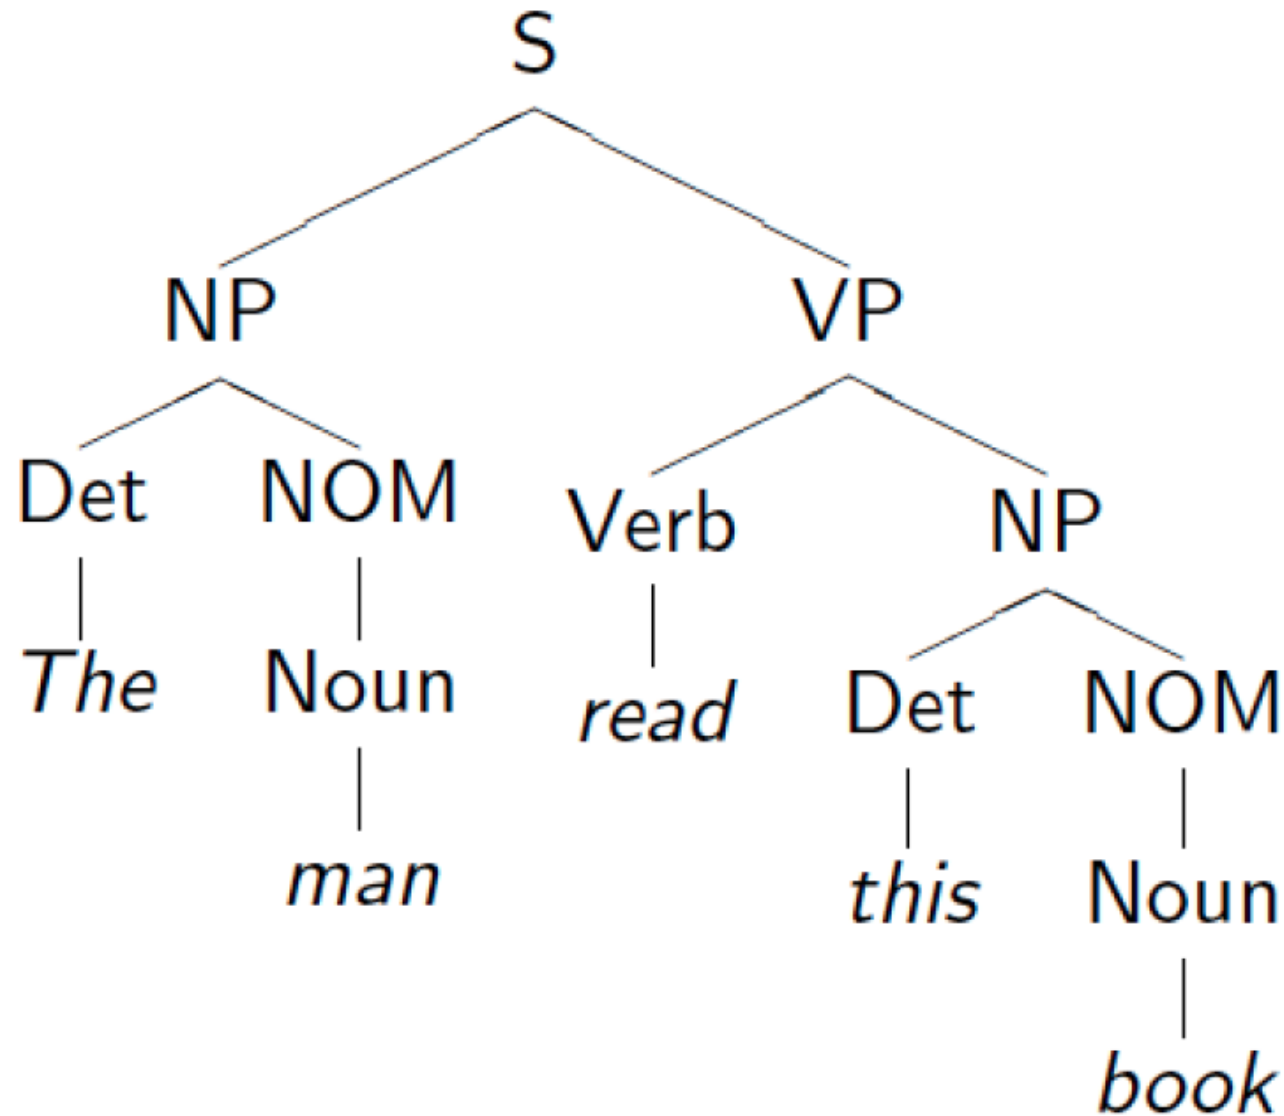 S
NP VP
Det NOM Verb NP
The Noun read Det NOM
man this Noun
book